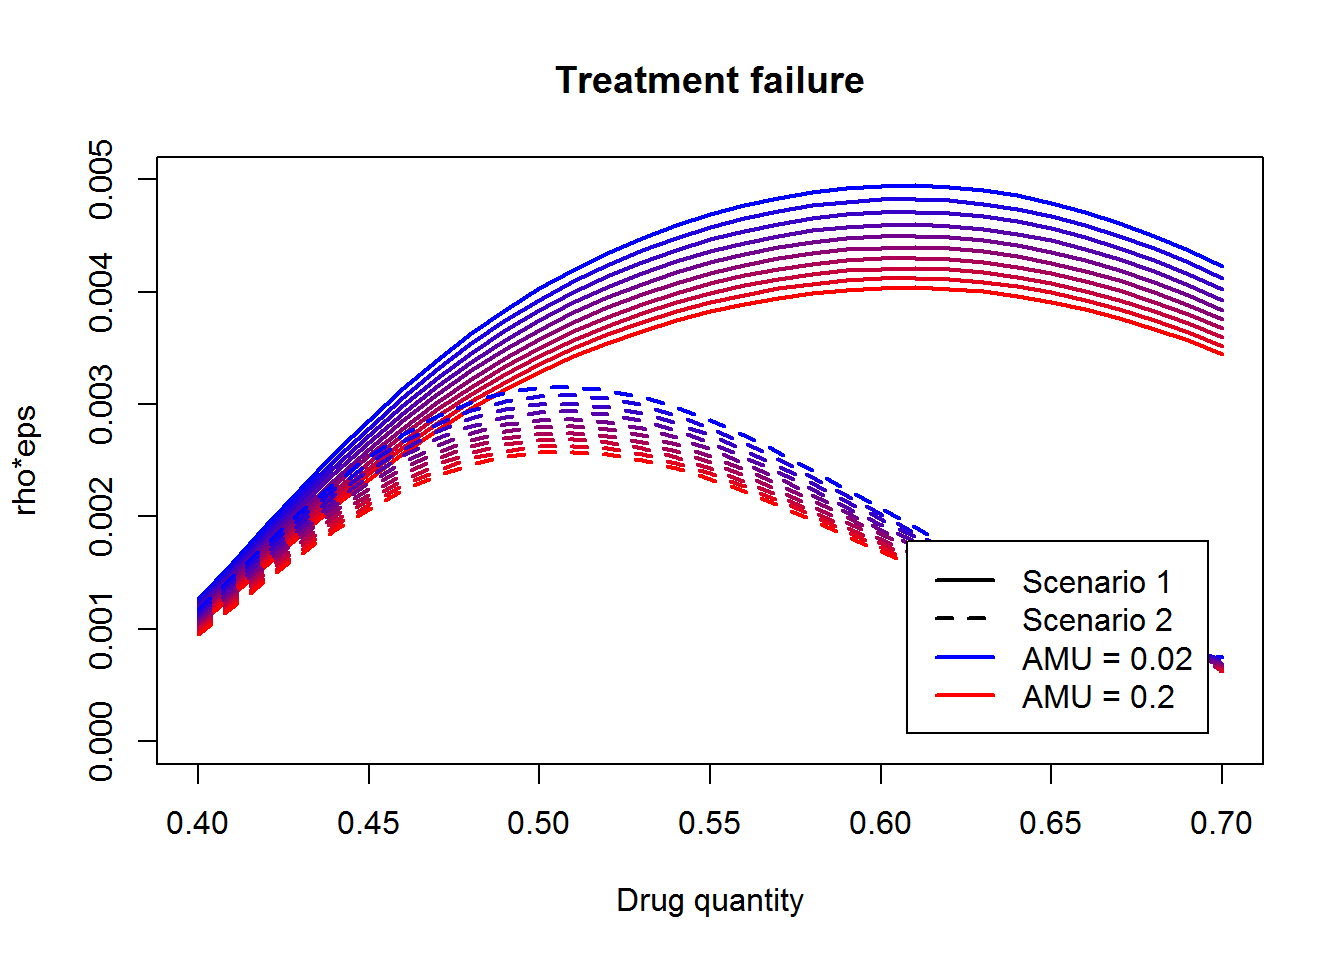 Treatment failure
rho*eps
0.005
0.004
0.003
0.002
0.001
0.000
Scenario 1
Scenario 2
AMU = 0.02
AMU = 0.2
0.40 0.45 0.50 0.55 0.60 0.65 0.70
Drug quantity